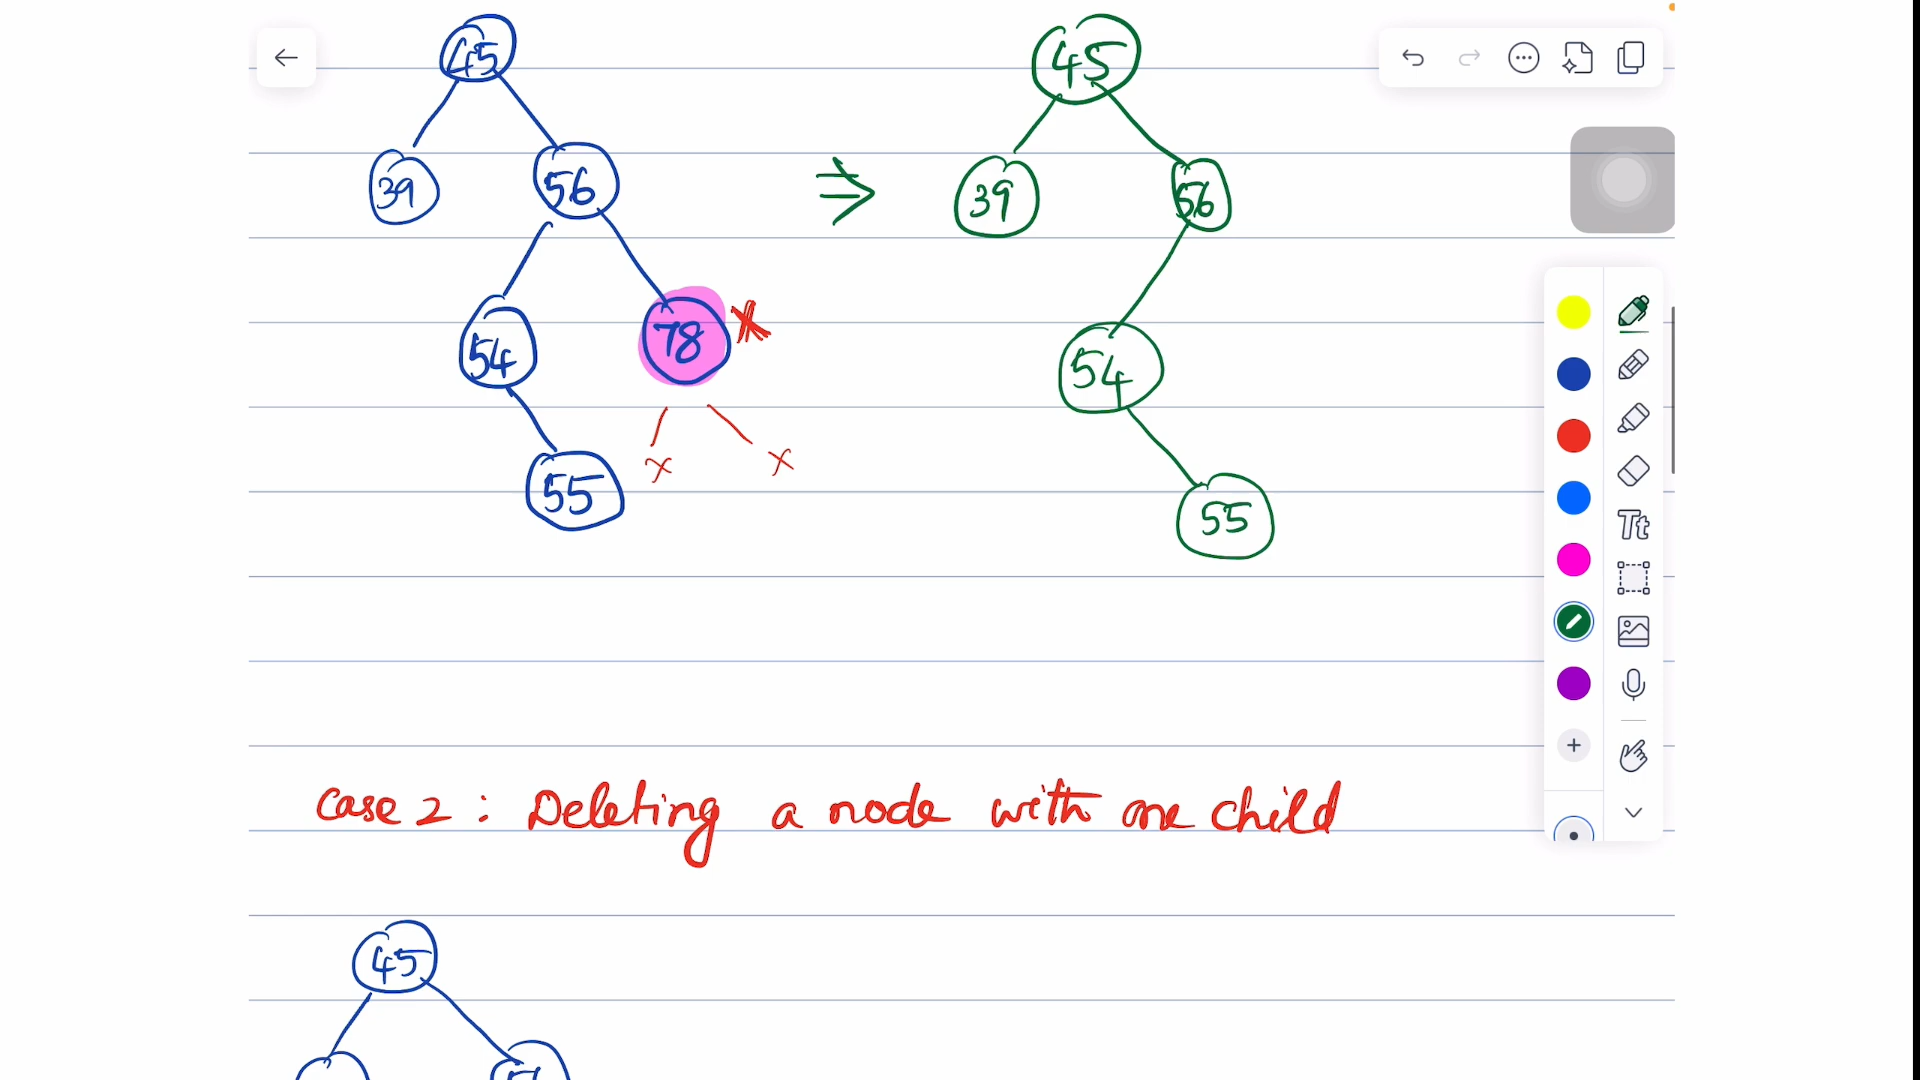 45 45
39 56 39 56
54 78 54
x x
55 55
Case 2 : Deleting a node with one child
45
Tt